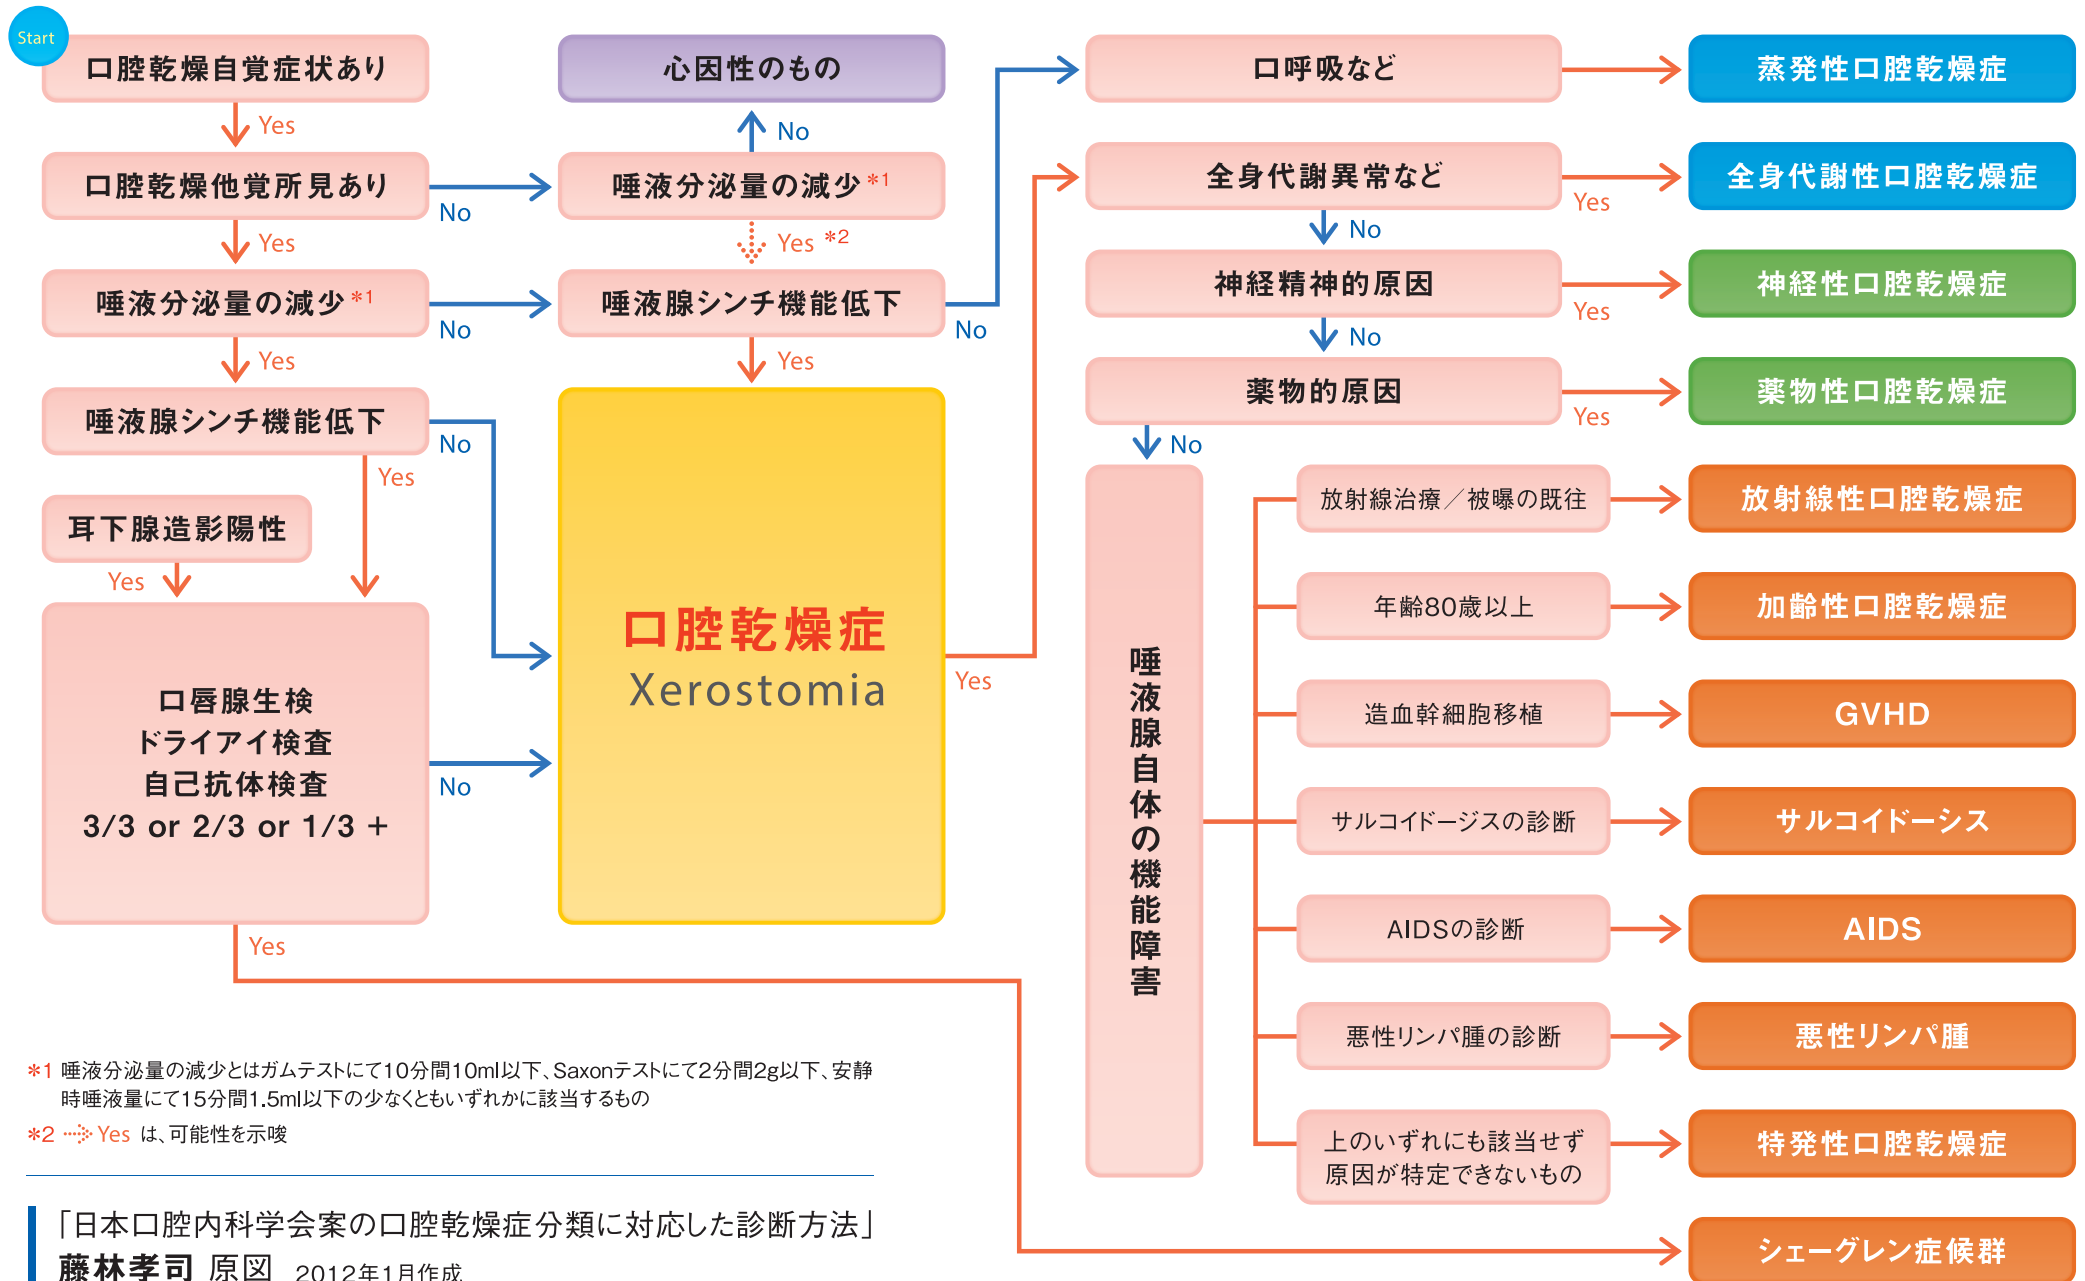 Start
口腔乾燥自覚症状あり
Yes
口腔乾燥他覚所見あり
No
Yes
唾液分泌量の減少*1
No
Yes
唾液腺シンチ機能低下
No
Yes
耳下腺造影陽性
Yes
口唇腺生検
ドライアイ検査
自己抗体検査
3/3 or 2/3 or 1/3 +
No
Yes
心因性のもの
No
唾液分泌量の減少*1
Yes *2
唾液腺シンチ機能低下
No
Yes
口腔乾燥症
Xerostomia
Yes
口呼吸など
蒸発性口腔乾燥症
全身代謝異常など
Yes
全身代謝性口腔乾燥症
No
神経精神的原因
Yes
神経性口腔乾燥症
No
薬物的原因
Yes
薬物性口腔乾燥症
No
唾液腺自体の機能障害
放射線治療／被曝の既往
放射線性口腔乾燥症
年齢80歳以上
加齢性口腔乾燥症
造血幹細胞移植
GVHD
サルコイドージスの診断
サルコイドーシス
AIDSの診断
AIDS
悪性リンパ腫の診断
悪性リンパ腫
上のいずれにも該当せず
原因が特定できないもの
特発性口腔乾燥症
シェーグレン症候群
*1 唾液分泌量の減少とはガムテストにて10分間10ml以下、Saxonテストにて2分間2g以下、安静
時唾液量にて15分間1.5ml以下の少なくともいずれかに該当するもの
*2 Yes は、可能性を示唆
「日本口腔内科学会案の口腔乾燥症分類に対応した診断方法」
藤林孝司 原図 2012年1月作成